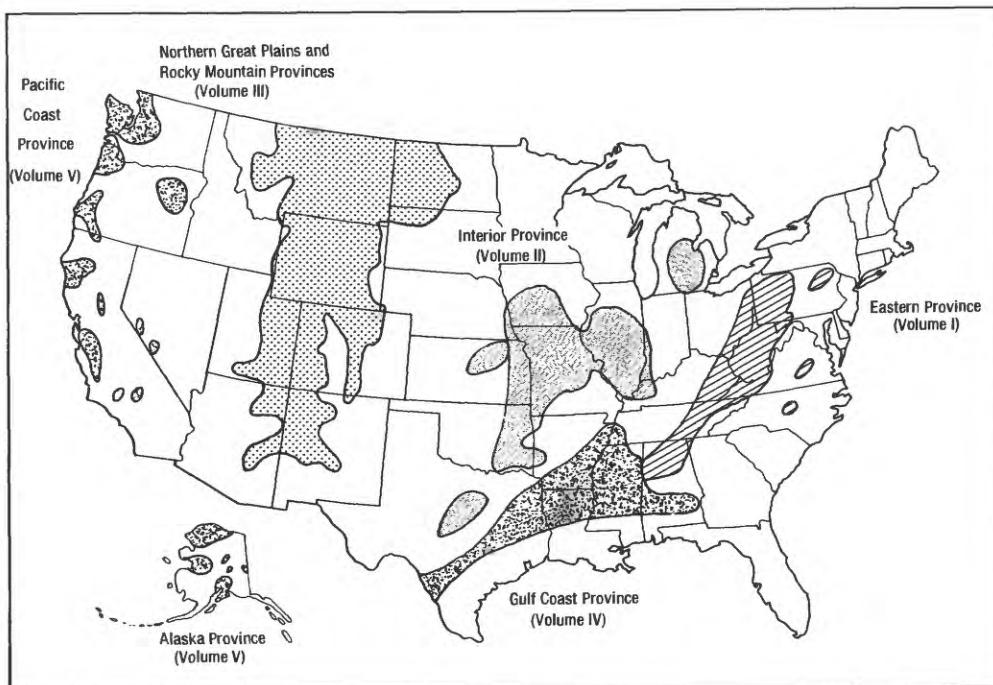 Northern Great Plains and
Rocky Mountain Provinces
(Volume III)
Pacific
Coast
Province
(Volume V)
Interior Province
(Volume II)
Eastern Province
(Volume I)
Gulf Coast Province
(Volume IV)
Alaska Province
(Volume V)